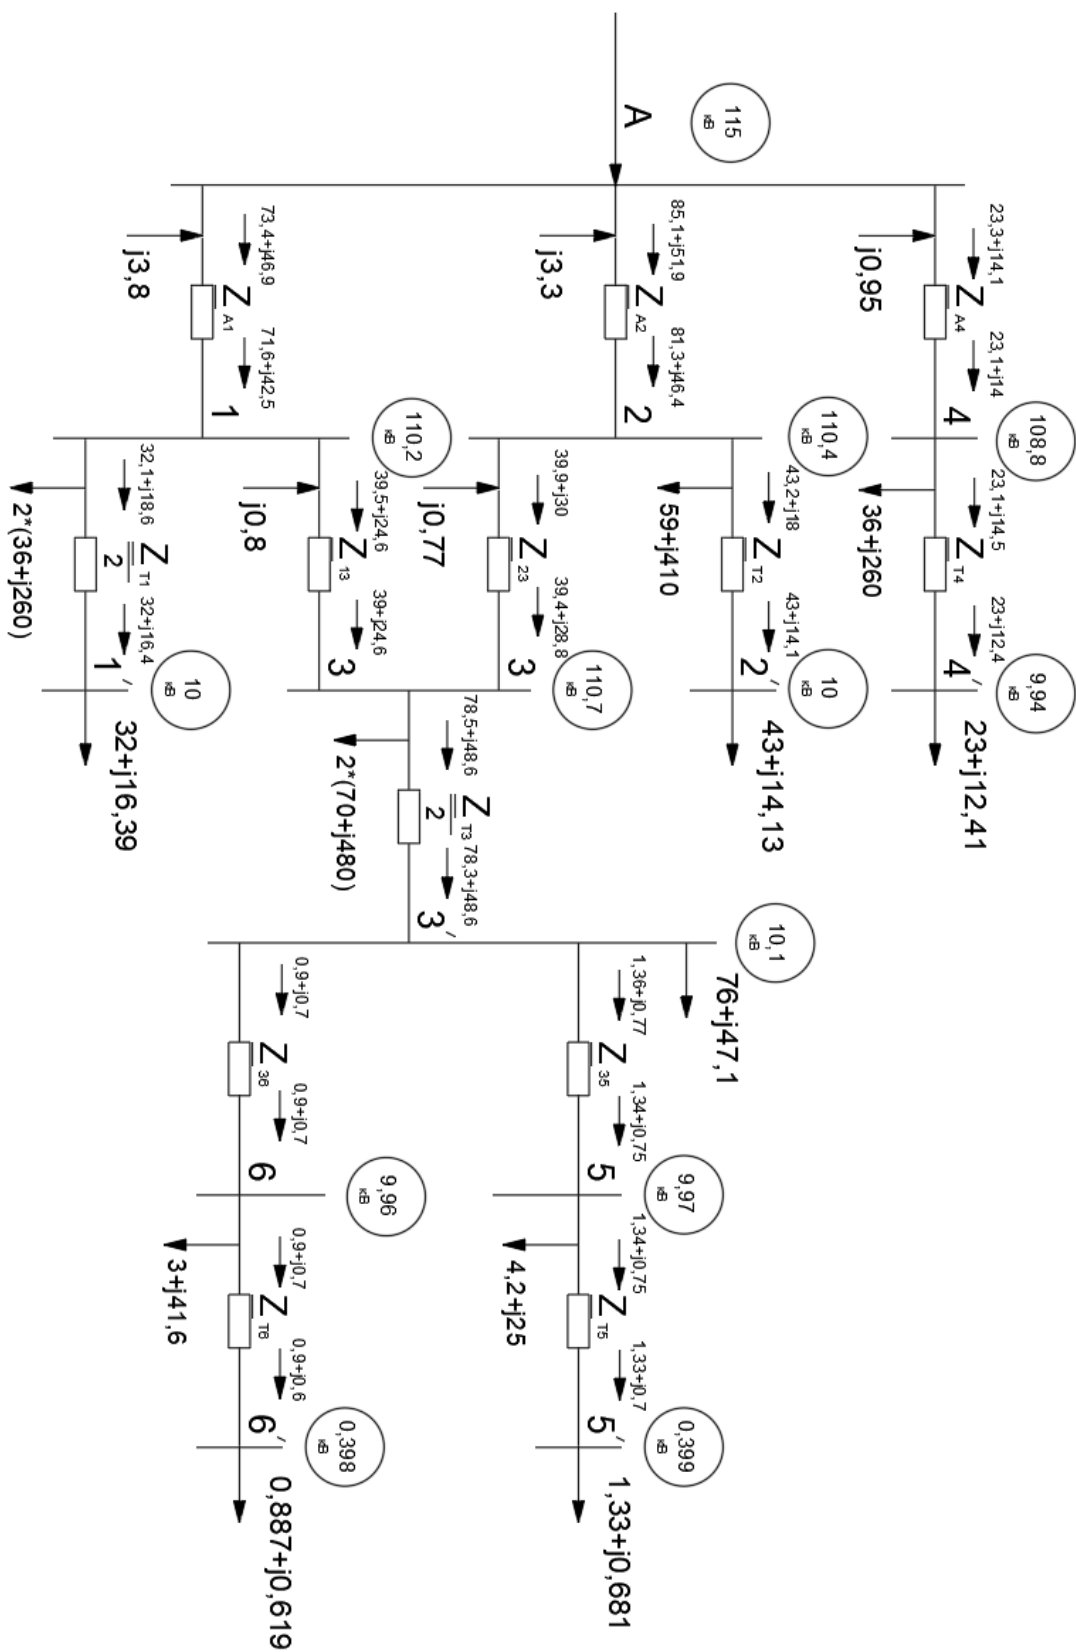 A
115
кВ
23,3+j14,1
Z A4
23,1+j14
j0,95
4
108,8
кВ
23,1+j14,5
Z T4
23+j12,4
36+j260
4′
9,94
кВ
23+j12,41
85,1+j51,9
Z A2
81,3+j46,4
j3,3
2
110,4
кВ
43,2+j18
Z T2
43+j14,1
59+j410
2′
10
кВ
43+j14,13
39,9+j30
Z 23
39,4+j28,8
j0,77
3
110,7
кВ
73,4+j46,9
Z A1
71,6+j42,5
j3,8
1
110,2
кВ
39,5+j24,6
Z 13
39+j24,6
j0,8
3
32,1+j18,6
Z T1
2
32+j16,4
2*(36+j260)
1′
10
кВ
32+j16,39
78,5+j48,6
Z T3
2
78,3+j48,6
2*(70+j480)
3′
10,1
кВ
76+j47,1
1,36+j0,77
Z 35
1,34+j0,75
5
9,97
кВ
1,34+j0,75
Z T5
1,33+j0,7
4,2+j25
5′
0,399
кВ
1,33+j0,681
0,9+j0,7
Z 36
0,9+j0,7
6
9,96
кВ
0,9+j0,7
Z T6
0,9+j0,6
3+j41,6
6′
0,398
кВ
0,887+j0,619